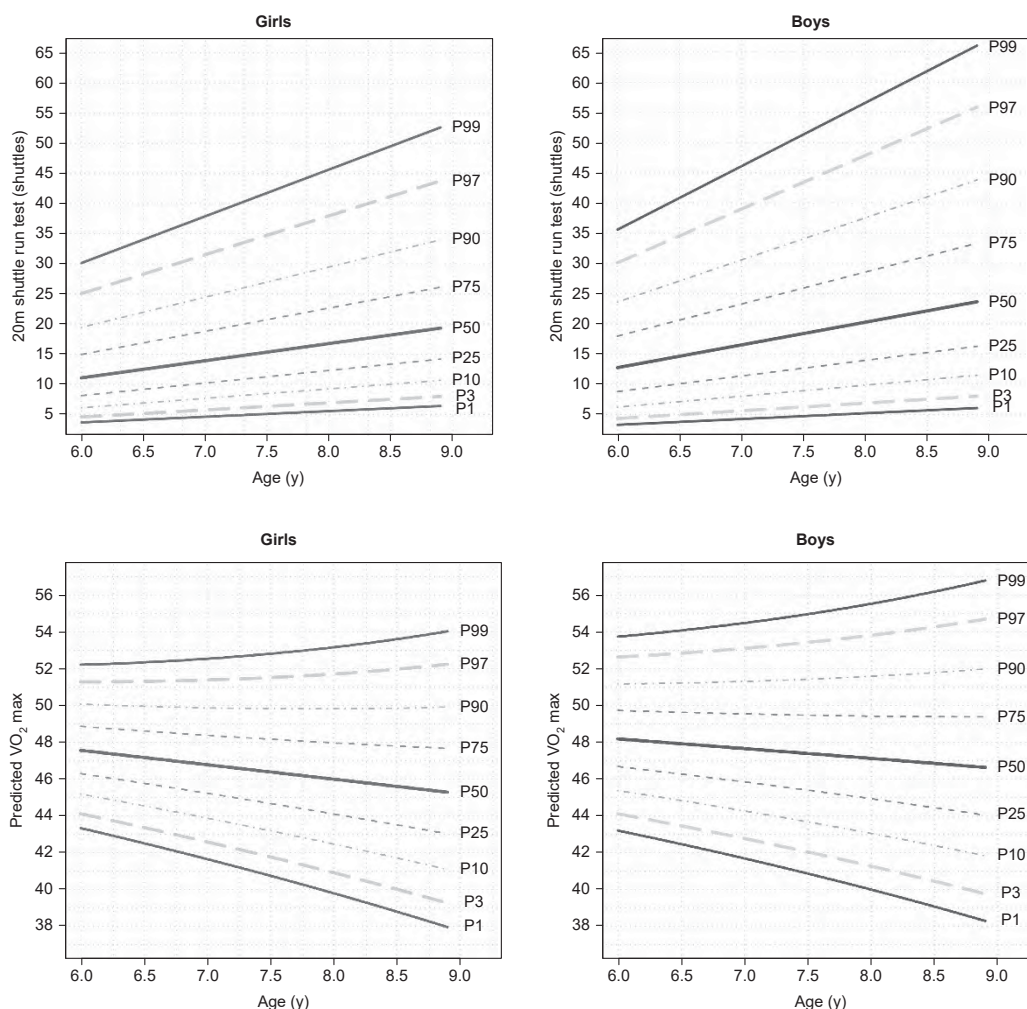 Girls
20m shuttle run test (shuttles)
65
60
55
50
45
40
35
30
25
20
15
10
5
P99
P97
P90
P75
P50
P25
P10
P3
P1
6.0 6.5 7.0 7.5 8.0 8.5 9.0
Age (y)
Boys
20m shuttle run test (shuttles)
65
60
55
50
45
40
35
30
25
20
15
10
5
P99
P97
P90
P75
P50
P25
P10
P3
P1
6.0 6.5 7.0 7.5 8.0 8.5 9.0
Age (y)
Girls
Predicted VO2 max
56
54
52
50
48
46
44
42
40
38
P99
P97
P90
P75
P50
P25
P10
P3
P1
6.0 6.5 7.0 7.5 8.0 8.5 9.0
Age (y)
Boys
Predicted VO2 max
56
54
52
50
48
46
44
42
40
38
P99
P97
P90
P75
P50
P25
P10
P3
P1
6.0 6.5 7.0 7.5 8.0 8.5 9.0
Age (y)